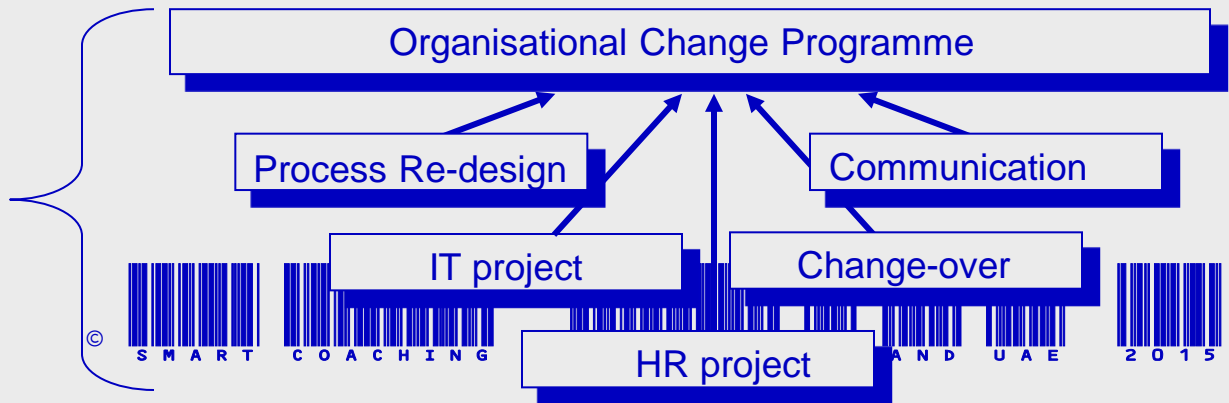 Organisational Change Programme
Process Re-design
Communication
IT project
Change-over
© SMART COACHING AND UAE 2015
HR project